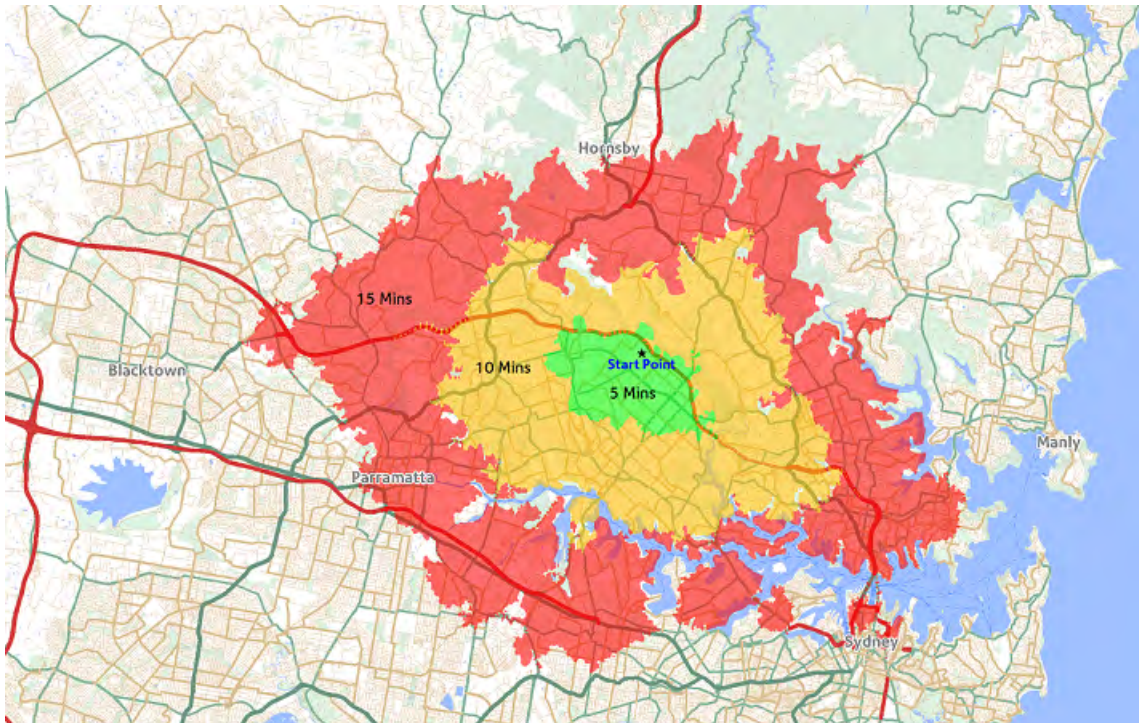 Hornsby
15 Mins
Start Point
10 Mins
Blacktown
5 Mins
Manly
Parramatta
Sydney